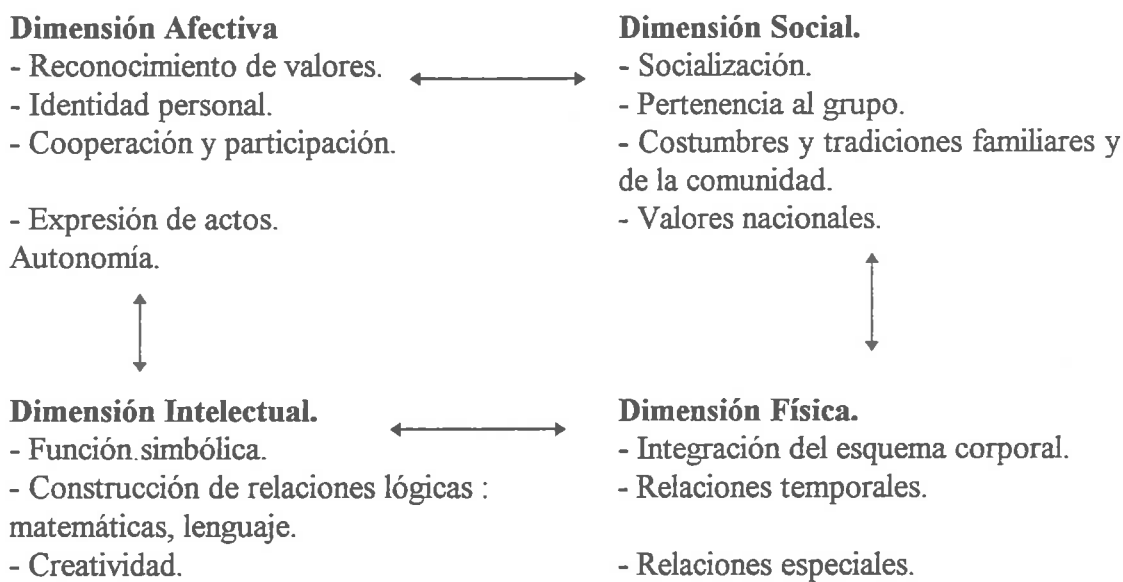 Dimensión Afectiva
- Reconocimiento de valores.
- Identidad personal.
- Cooperación y participación.
- Expresión de actos.
Autonomía.
Dimensión Social.
- Socialización.
- Pertenencia al grupo.
- Costumbres y tradiciones familiares y
de la comunidad.
- Valores nacionales.
Dimensión Intelectual.
- Función.simbólica.
- Construcción de relaciones lógicas :
matemáticas, lenguaje.
- Creatividad.
Dimensión Física.
- Integración del esquema corporal.
- Relaciones temporales.
- Relaciones especiales.